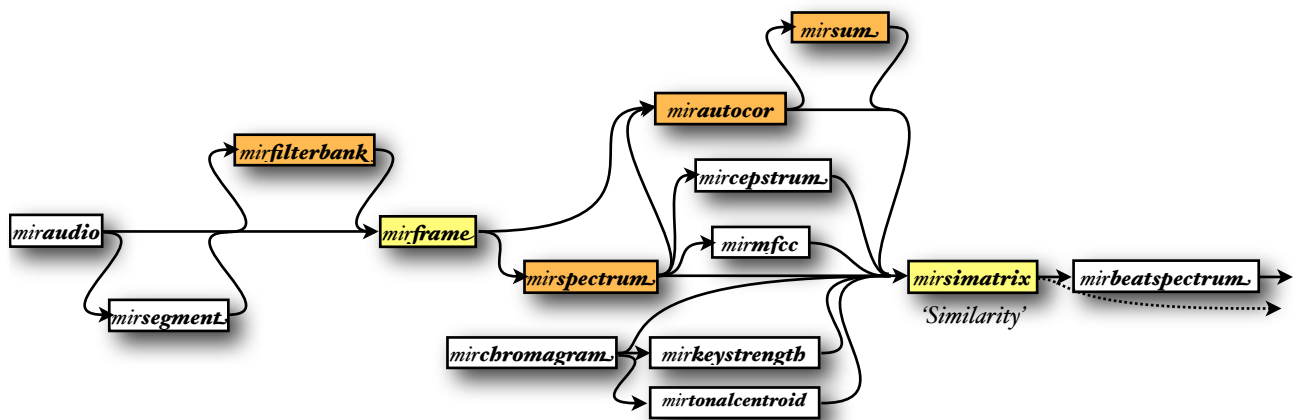 mirsum
mirautocor
mirfilterbank
mircepstrum
miraudio
mirframe
mirmfcc
mirspectrum
mirsimatrix
mirbeatspectrum
mirsegment
‘Similarity’
mirchromagram
mirkeystrength
mirtonalcentroid